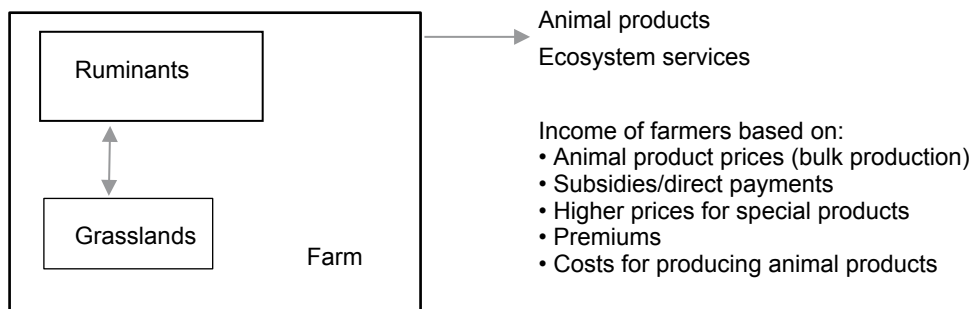 Ruminants
Grasslands
Farm
Animal products
Ecosystem services
Income of farmers based on:
• Animal product prices (bulk production)
• Subsidies/direct payments
• Higher prices for special products
• Premiums
• Costs for producing animal products